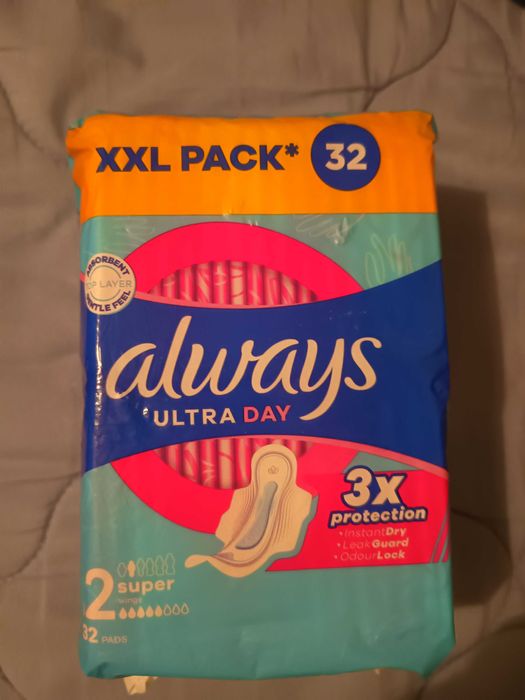 XXL PACK* 32
ABSORBENT
TOP LAYER
GENTLE FEEL
always
ULTRA DAY
3x
protection
•InstantDry
•LeakGuard
•OdourLock
2
super
wings
32 PADS